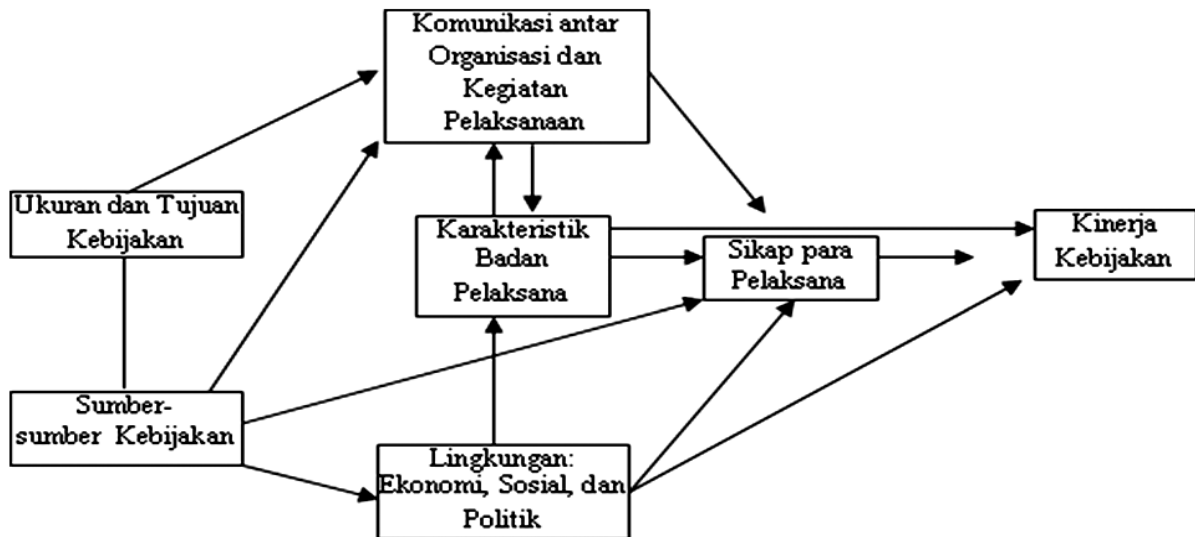 Komunikasi antar
Organisasi dan
Kegiatan
Pelaksanaan
Ukuran dan Tujuan
Kebijakan
Karakteristik
Badan
Pelaksana
Sikap para
Pelaksana
Kinerja
Kebijakan
Sumber-
sumber Kebijakan
Lingkungan:
Ekonomi, Sosial, dan
Politik